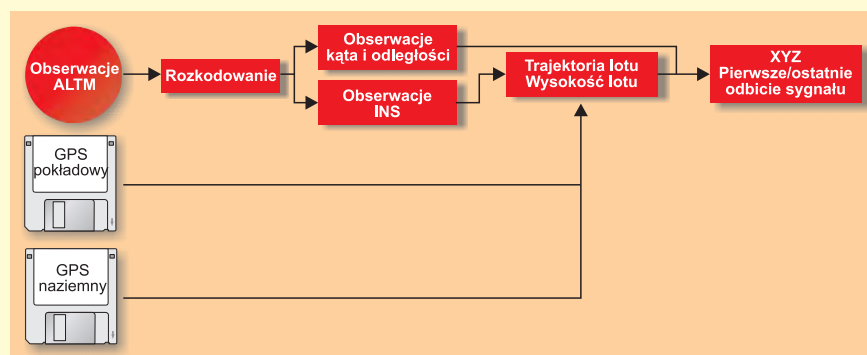 Obserwacje
ALTM
Rozkodowanie
Obserwacje
kąta i odległości
Obserwacje
INS
Trajektoria lotu
Wysokość lotu
XYZ
Pierwsze/ostatnie
odbicie sygnału
GPS
pokładowy
GPS
naziemny